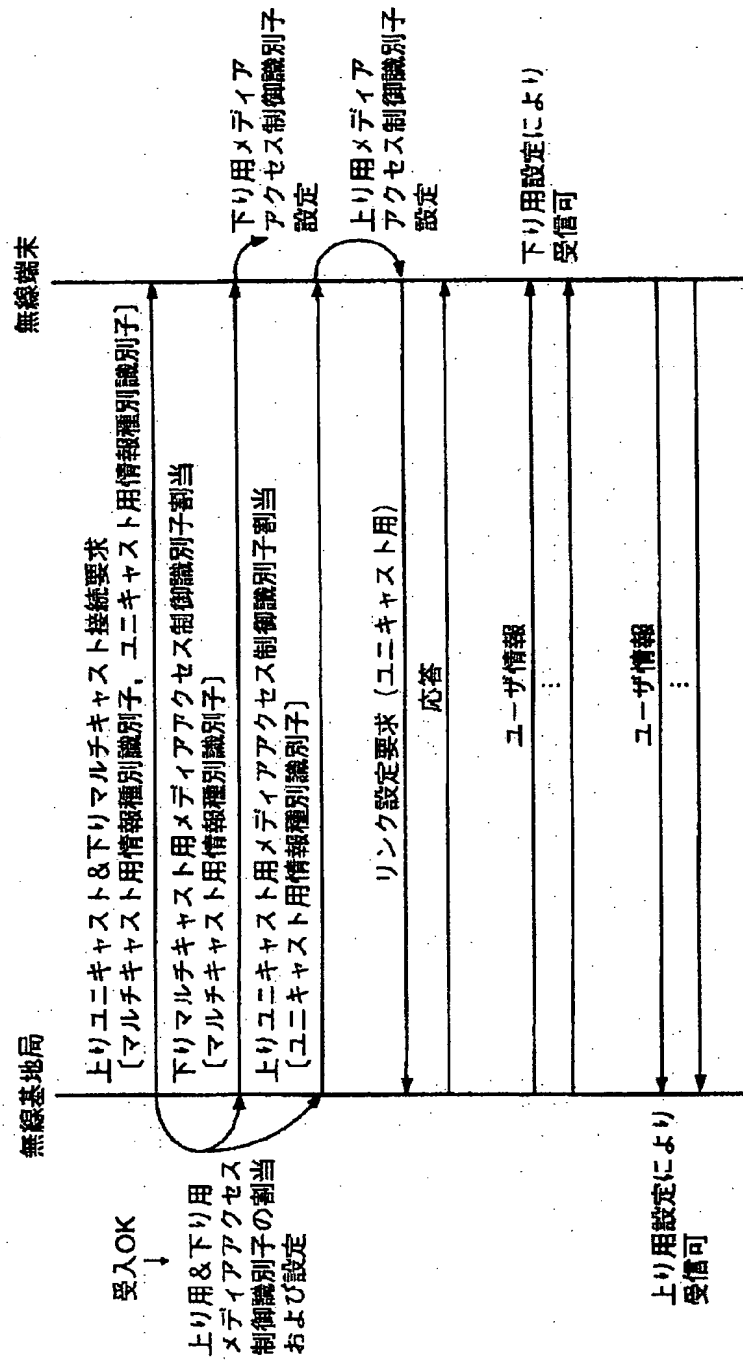 無線基地局
無線端末
受入OK
↓
上り用&下り用
メディアアクセス
制御識別子の割当
および設定
上りユニキャスト&下りマルチキャスト接続要求
〔マルチキャスト用情報種別識別子，ユニキャスト用情報種別識別子〕
下りマルチキャスト用メディアアクセス制御識別子割当
〔マルチキャスト用情報種別識別子〕
下り用メディア
アクセス制御識別子
設定
上りユニキャスト用メディアアクセス制御識別子割当
〔ユニキャスト用情報種別識別子〕
上り用メディア
アクセス制御識別子
設定
リンク設定要求（ユニキャスト用）
応答
ユーザ情報
…
下り用設定により
受信可
ユーザ情報
…
上り用設定により
受信可